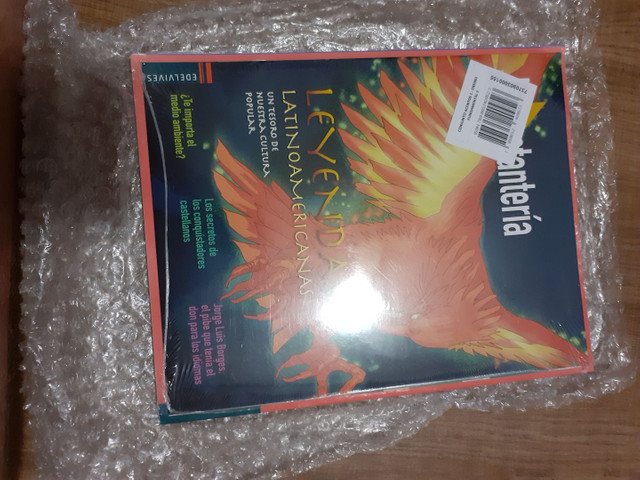 tantería
LEYENDA
LATINOAMERICANAS
UN TESORO DE
NUESTRA CULTURA
POPULAR
¿Te importa el
medio ambiente?
Los secretos de
los conquistadores
castellanos
Jorge Luis Borges:
el pibe que tenía el
don para los idiomas
EDELVIVES